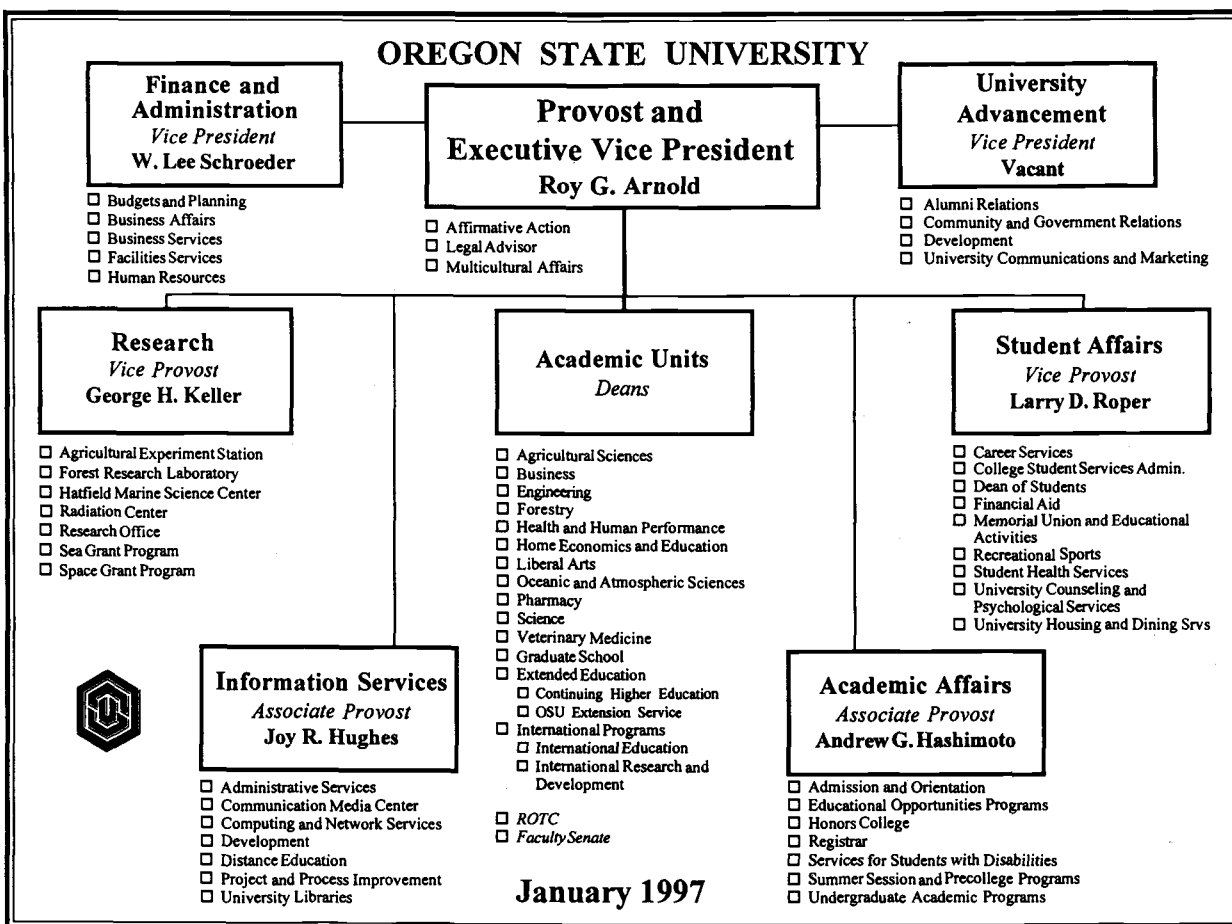 OREGON STATE UNIVERSITY
Finance and
Administration
Vice President
W. Lee Schroeder
☐ Budgets and Planning
☐ Business Affairs
☐ Business Services
☐ Facilities Services
☐ Human Resources
Provost and
Executive Vice President
Roy G. Arnold
☐ Affirmative Action
☐ Legal Advisor
☐ Multicultural Affairs
University
Advancement
Vice President
Vacant
☐ Alumni Relations
☐ Community and Government Relations
☐ Development
☐ University Communications and Marketing
Research
Vice Provost
George H. Keller
☐ Agricultural Experiment Station
☐ Forest Research Laboratory
☐ Hatfield Marine Science Center
☐ Radiation Center
☐ Research Office
☐ Sea Grant Program
☐ Space Grant Program
Academic Units
Deans
☐ Agricultural Sciences
☐ Business
☐ Engineering
☐ Forestry
☐ Health and Human Performance
☐ Home Economics and Education
☐ Liberal Arts
☐ Oceanic and Atmospheric Sciences
☐ Pharmacy
☐ Science
☐ Veterinary Medicine
☐ Graduate School
☐ Extended Education
☐ Continuing Higher Education
☐ OSU Extension Service
☐ International Programs
☐ International Education
☐ International Research and
Development
☐ ROTC
☐ Faculty Senate
Student Affairs
Vice Provost
Larry D. Roper
☐ Career Services
☐ College Student Services Admin.
☐ Dean of Students
☐ Financial Aid
☐ Memorial Union and Educational
Activities
☐ Recreational Sports
☐ Student Health Services
☐ University Counseling and
Psychological Services
☐ University Housing and Dining Srvs
Information Services
Associate Provost
Joy R. Hughes
☐ Administrative Services
☐ Communication Media Center
☐ Computing and Network Services
☐ Development
☐ Distance Education
☐ Project and Process Improvement
☐ University Libraries
Academic Affairs
Associate Provost
Andrew G. Hashimoto
☐ Admission and Orientation
☐ Educational Opportunities Programs
☐ Honors College
☐ Registrar
☐ Services for Students with Disabilities
☐ Summer Session and Precollege Programs
☐ Undergraduate Academic Programs
January 1997